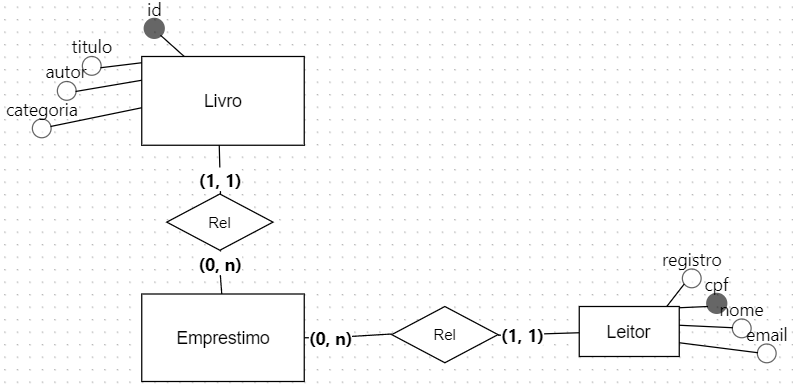 id
titulo
autor
categoria
Livro
(1, 1)
Rel
(0, n)
Emprestimo
(0, n)
Rel
(1, 1)
Leitor
registro
cpf
nome
email